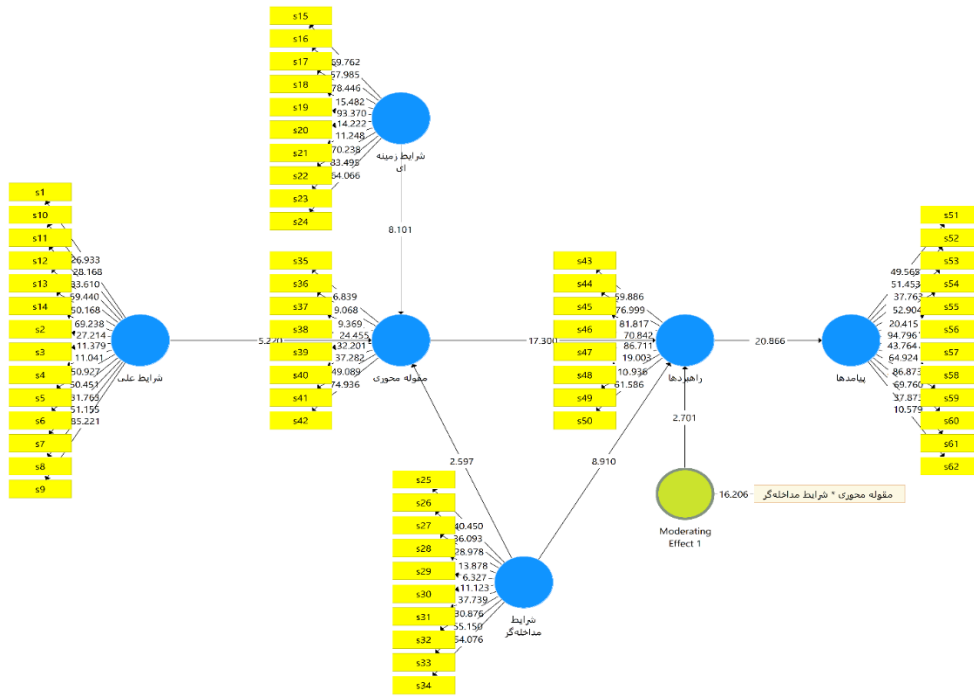 s15
s16
s17
s18
s19
s20
s21
s22
s23
s24
69.762
57.985
78.446
15.482
93.370
14.222
11.248
70.238
83.495
64.066
شرایط زمینه
ای
8.101
s1
s10
s11
s12
s13
s14
s2
s3
s4
s5
s6
s7
s8
s9
26.933
28.168
33.610
59.440
50.168
69.238
27.214
11.379
11.041
50.927
50.451
31.763
51.155
35.221
شرایط علی
5.270
s35
s36
s37
s38
s39
s40
s41
s42
6.839
9.068
9.369
24.455
32.201
37.282
49.089
74.936
مقوله محوری
17.300
s43
s44
s45
s46
s47
s48
s49
s50
59.886
76.999
81.817
70.842
86.711
19.003
10.936
61.586
راهبردها
20.866
پیامدها
s51
s52
s53
s54
s55
s56
s57
s58
s59
s60
s61
s62
49.565
51.453
37.763
52.904
20.415
94.796
43.764
64.924
86.873
69.760
37.873
10.579
2.597
8.910
2.701
Moderating
Effect 1
16.206
مقوله محوری * شرایط مداخله‌گر
s25
s26
s27
s28
s29
s30
s31
s32
s33
s34
40.450
36.093
28.978
13.878
6.327
11.123
37.739
30.876
55.150
54.076
شرایط
مداخله‌گر